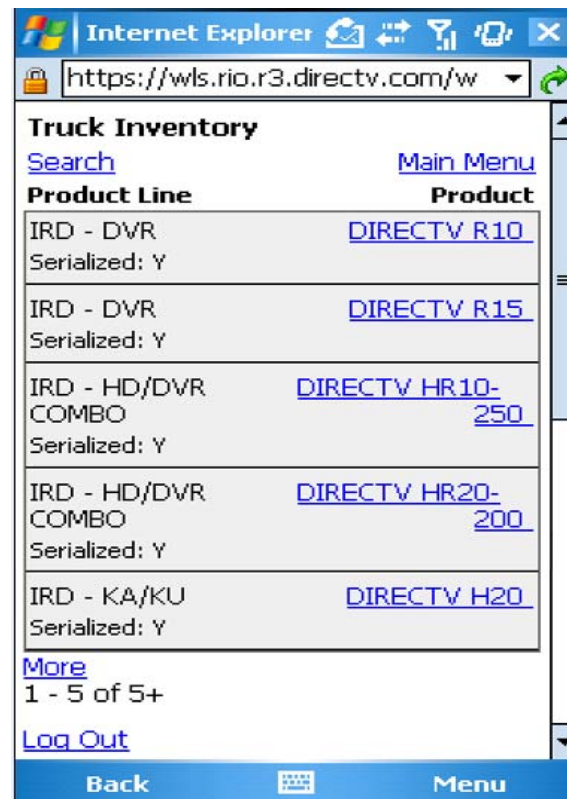 Internet Explorer
https://wls.rio.r3.directv.com/w
Truck Inventory
Search Main Menu
Product Line Product
IRD - DVR DIRECTV R10
Serialized: Y
IRD - DVR DIRECTV R15
Serialized: Y
IRD - HD/DVR DIRECTV HR10-
COMBO 250
Serialized: Y
IRD - HD/DVR DIRECTV HR20-
COMBO 200
Serialized: Y
IRD - KA/KU DIRECTV H20
Serialized: Y
More
1 - 5 of 5+
Log Out
Back Menu